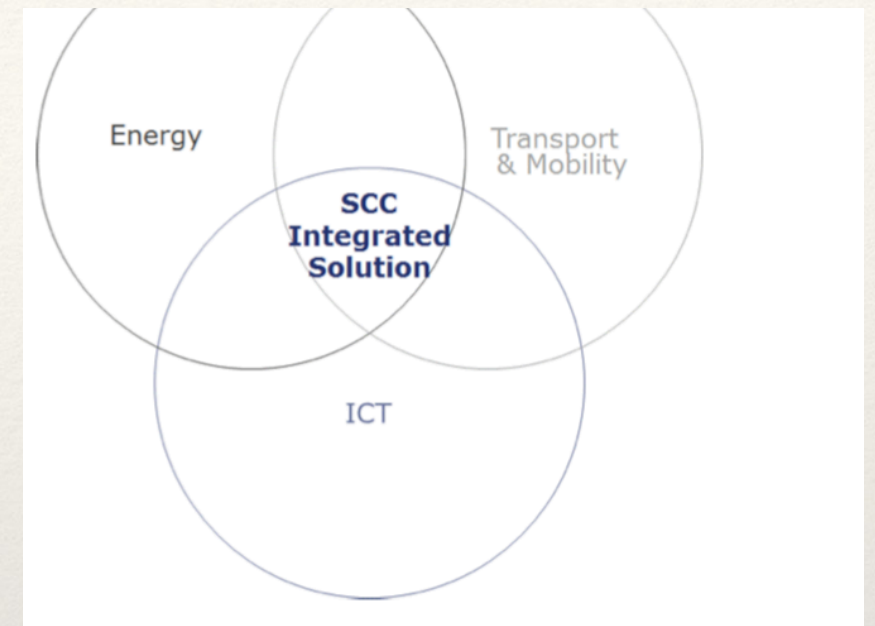 Energy
Transport
& Mobility
SCC
Integrated
Solution
ICT